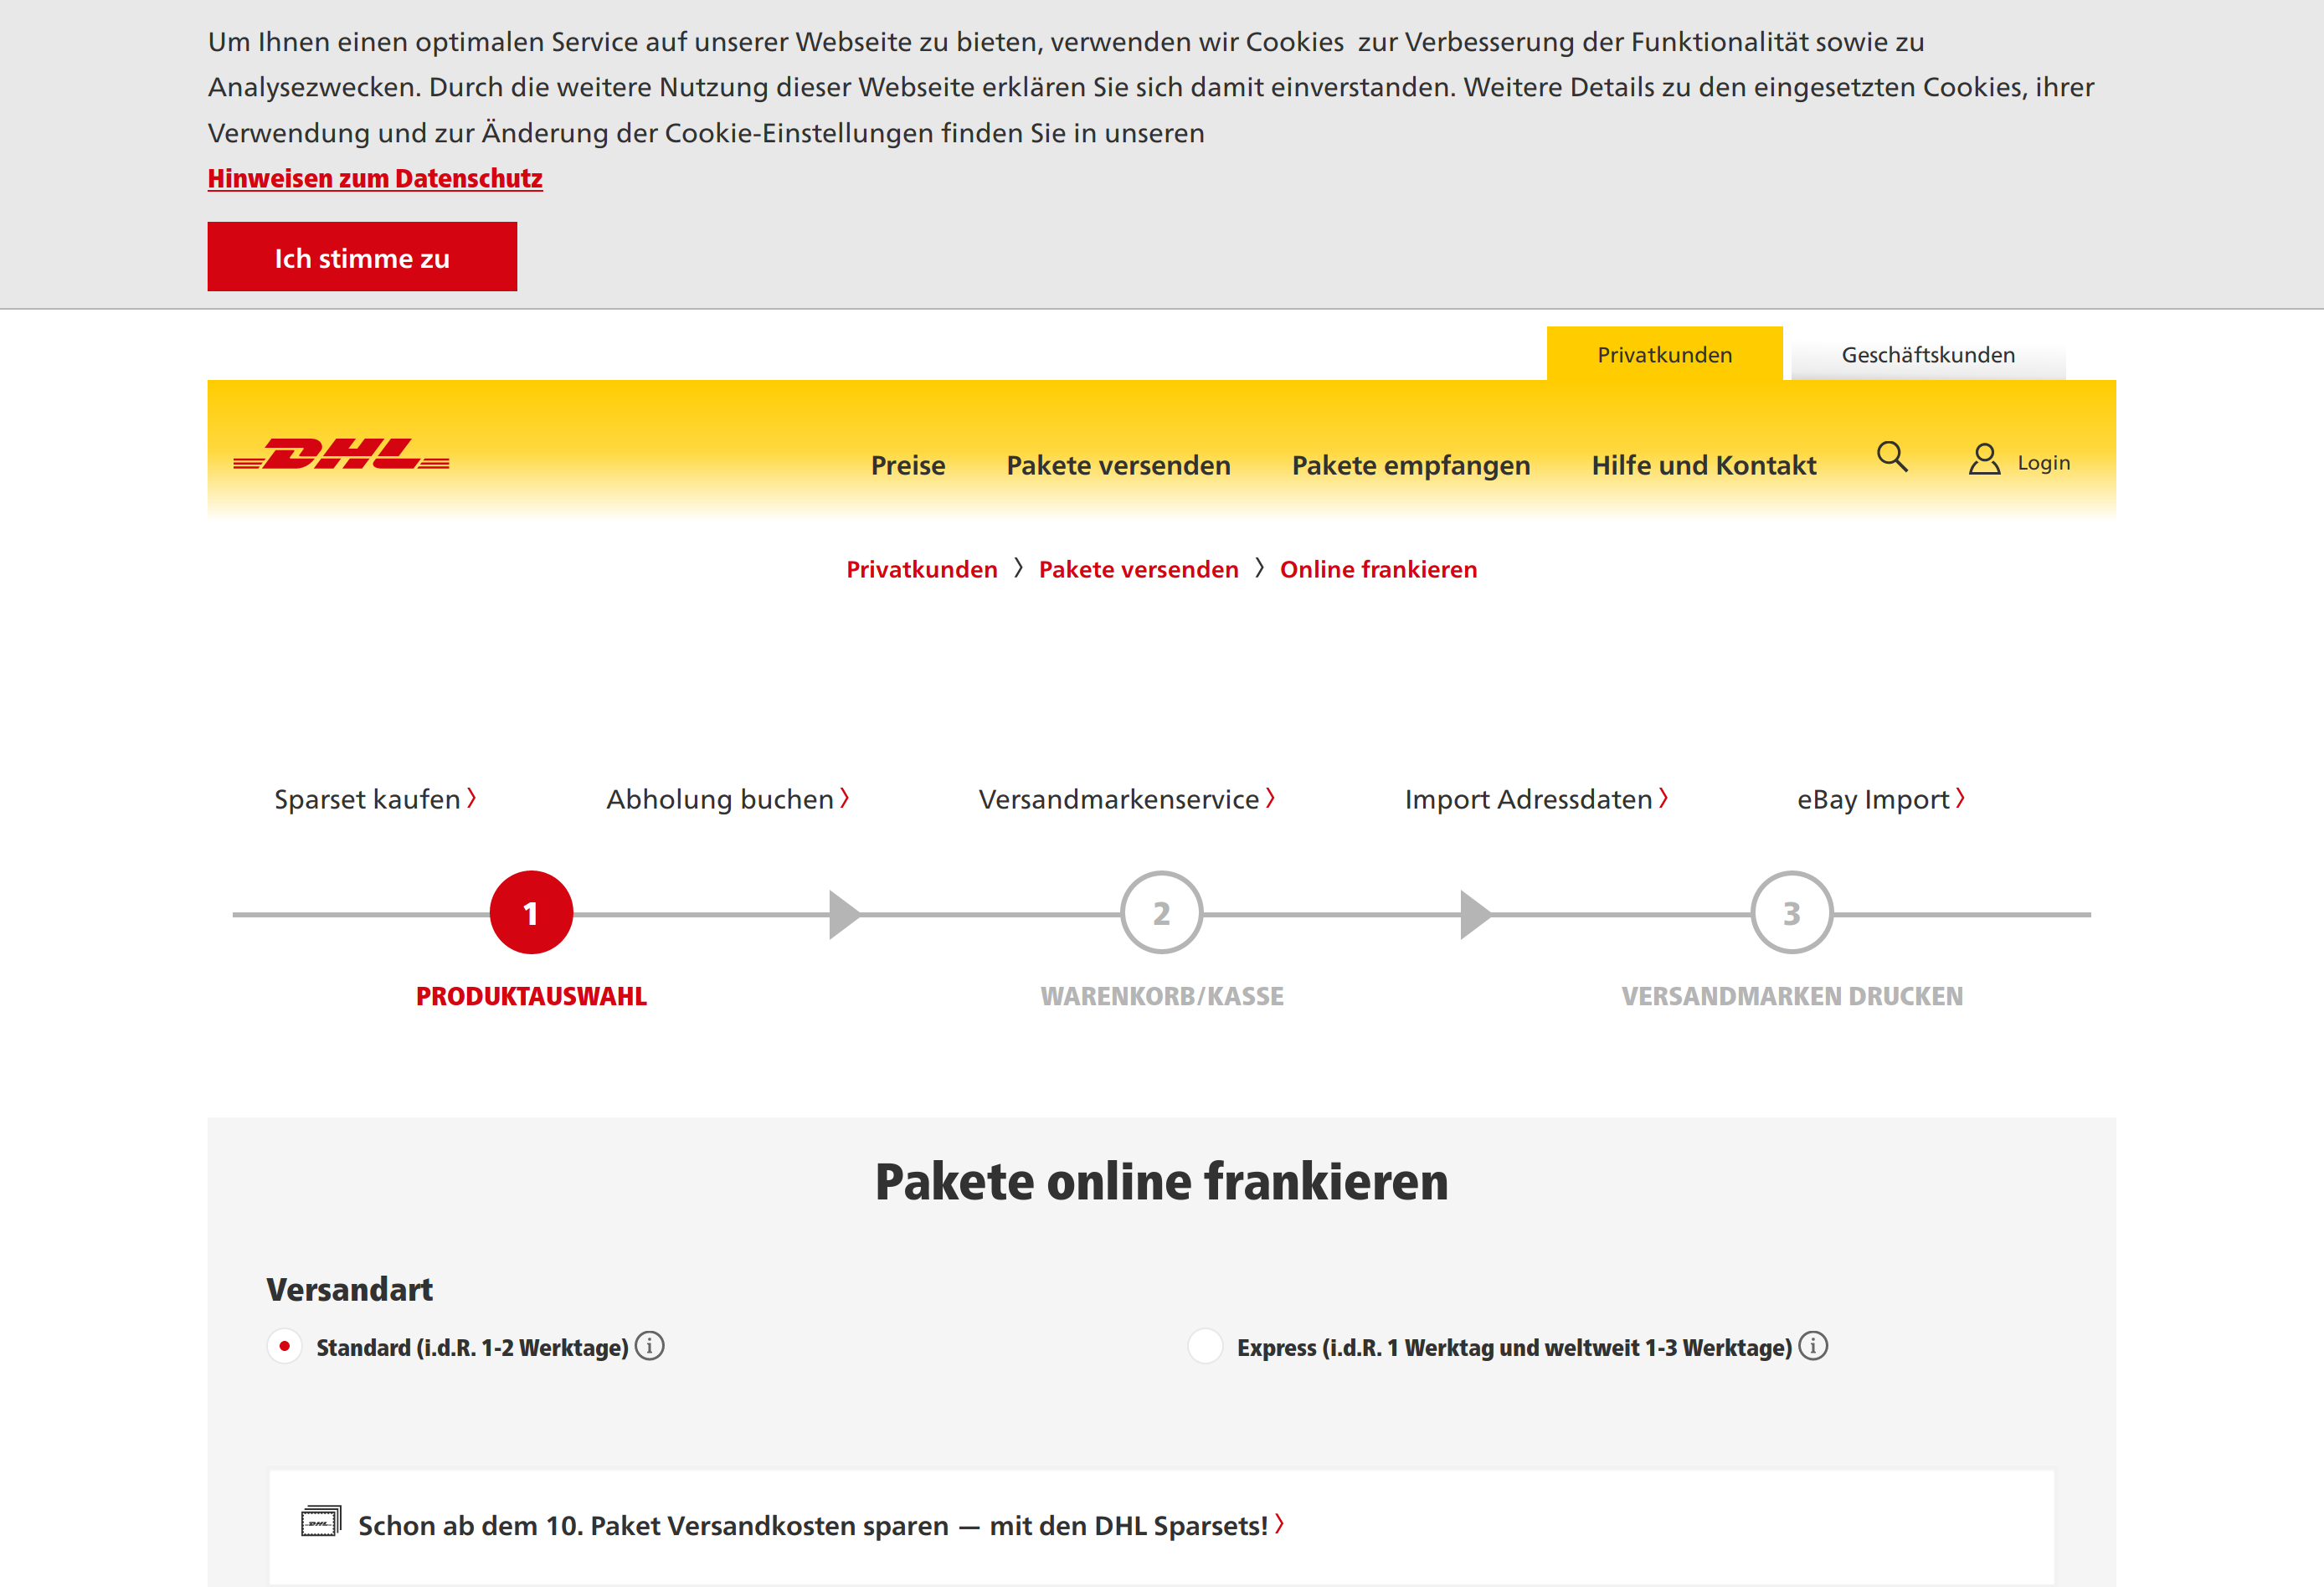 Um Ihnen einen optimalen Service auf unserer Webseite zu bieten, verwenden wir Cookies zur Verbesserung der Funktionalität sowie zu
Analysezwecken. Durch die weitere Nutzung dieser Webseite erklären Sie sich damit einverstanden. Weitere Details zu den eingesetzten Cookies, ihrer
Verwendung und zur Änderung der Cookie-Einstellungen finden Sie in unseren
Hinweisen zum Datenschutz
Ich stimme zu
Privatkunden Geschäftskunden
DHL Preise Pakete versenden Pakete empfangen Hilfe und Kontakt Login
Privatkunden 〉 Pakete versenden 〉 Online frankieren
Sparset kaufen〉 Abholung buchen〉 Versandmarkenservice〉 Import Adressdaten〉 eBay Import〉
1 2 3
PRODUKTAUSWAHL WARENKORB/KASSE VERSANDMARKEN DRUCKEN
Pakete online frankieren
Versandart
Standard (i.d.R. 1-2 Werktage) i Express (i.d.R. 1 Werktag und weltweit 1-3 Werktage) i
DHL Schon ab dem 10. Paket Versandkosten sparen — mit den DHL Sparsets!〉